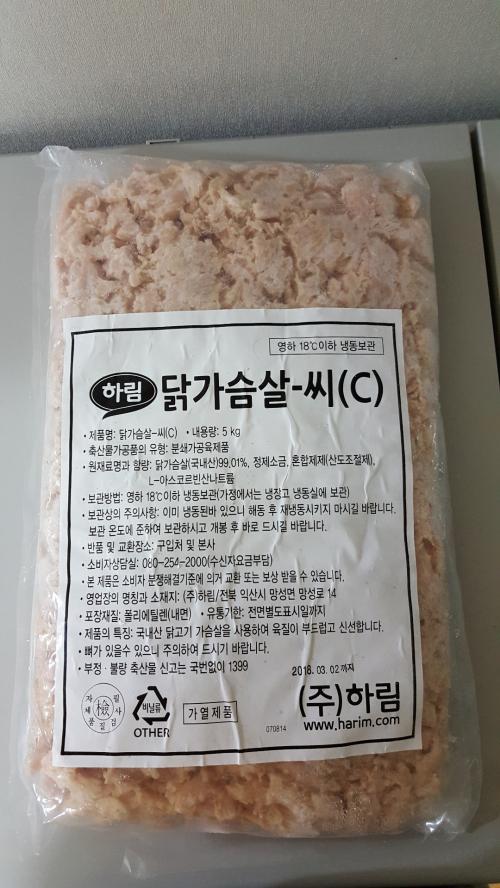 영하 18℃이하 냉동보관
하림 닭가슴살-씨(C)
• 제품명: 닭가슴살-씨(C) • 내용량: 5 kg
• 축산물가공품의 유형: 분쇄가공육제품
• 원재료명과 함량: 닭가슴살(국내산)99.01%, 정제소금, 혼합제제(산도조절제),
L-아스코르빈산나트륨
• 보관방법: 영하 18℃이하 냉동보관(가정에서는 냉장고 냉동실에 보관)
• 보관상의 주의사항: 이미 냉동된바 있으니 해동 후 재냉동시키지 마시길 바랍니다.
보관 온도에 준하여 보관하시고 개봉 후 바로 드시길 바랍니다.
• 반품 및 교환장소: 구입처 및 본사
• 소비자상담실: 080-254-2000(수신자요금부담)
• 본 제품은 소비자 분쟁해결기준에 의거 교환 또는 보상 받을 수 있습니다.
• 영업장의 명칭과 소재지: (주)하림/전북 익산시 망성면 망성로 14
• 포장재질: 폴리에틸렌(내면) • 유통기한: 전면별도표시일까지
• 제품의 특징: 국내산 닭고기 가슴살을 사용하여 육질이 부드럽고 신선합니다.
• 뼈가 있을수 있으니 주의하여 드시기 바랍니다.
• 부정·불량 축산물 신고는 국번없이 1399
2018. 03. 02 까지
자체품질검사필 檢
비닐류
OTHER
가열제품
070814
(주)하림
www.harim.com